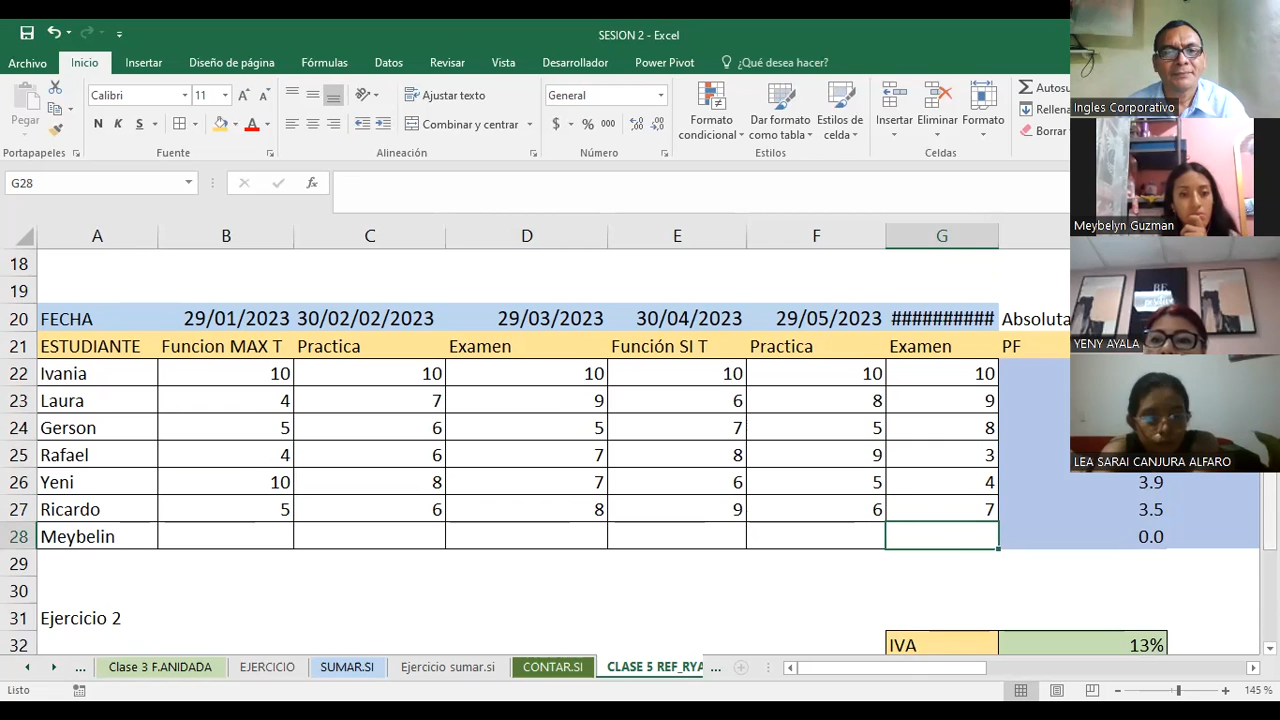 SESION 2 - Excel
Archivo Inicio Insertar Diseño de página Fórmulas Datos Revisar Vista Desarrollador Power Pivot ¿Qué desea hacer?
Pegar
Calibri 11
Ajustar texto
General
N K S
Combinar y centrar
$ % 000
Formato condicional
Dar formato como tabla
Estilos de celda
Insertar Eliminar Formato
Autosu
Rellena
Borrar
Portapapeles Fuente Alineación Número Estilos Celdas
Ingles Corporativo
Meybelyn Guzman
YENY AYALA
LEA SARAI CANJURA ALFARO
G28 fx
A B C D E F G
18
19
20 FECHA 29/01/2023 30/02/02/2023 29/03/2023 30/04/2023 29/05/2023 ########## Absoluta
21 ESTUDIANTE Funcion MAX T Practica Examen Función SI T Practica Examen PF
22 Ivania 10 10 10 10 10 10
23 Laura 4 7 9 6 8 9
24 Gerson 5 6 5 7 5 8
25 Rafael 4 6 7 8 9 3
26 Yeni 10 8 7 6 5 4 3.9
27 Ricardo 5 6 8 9 6 7 3.5
28 Meybelin 0.0
29
30
31 Ejercicio 2
32 IVA 13%
... Clase 3 F.ANIDADA EJERCICIO SUMAR.SI Ejercicio sumar.si CONTAR.SI CLASE 5 REF_RYA ...
Listo 145 %